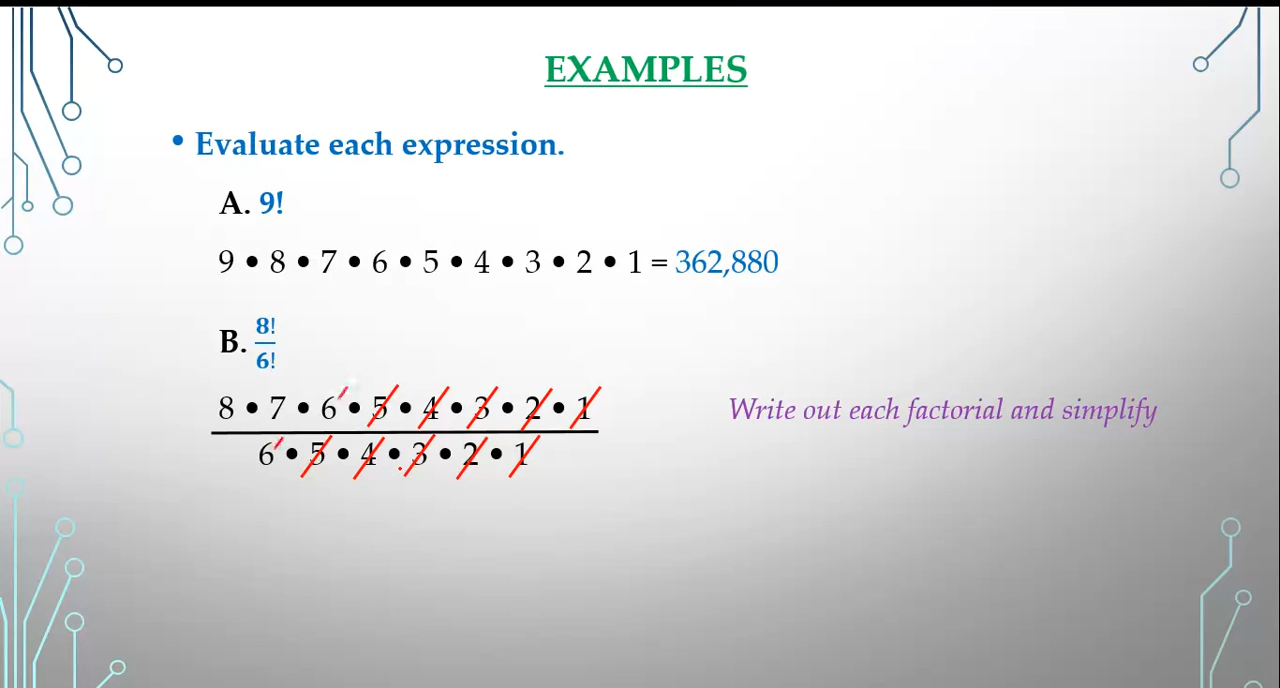 EXAMPLES
• Evaluate each expression.
A. 9!
9 • 8 • 7 • 6 • 5 • 4 • 3 • 2 • 1 = 362,880
B. 8!/6!
8 • 7 • 6 • 5 • 4 • 3 • 2 • 1
Write out each factorial and simplify
6 • 5 • 4 • 3 • 2 • 1